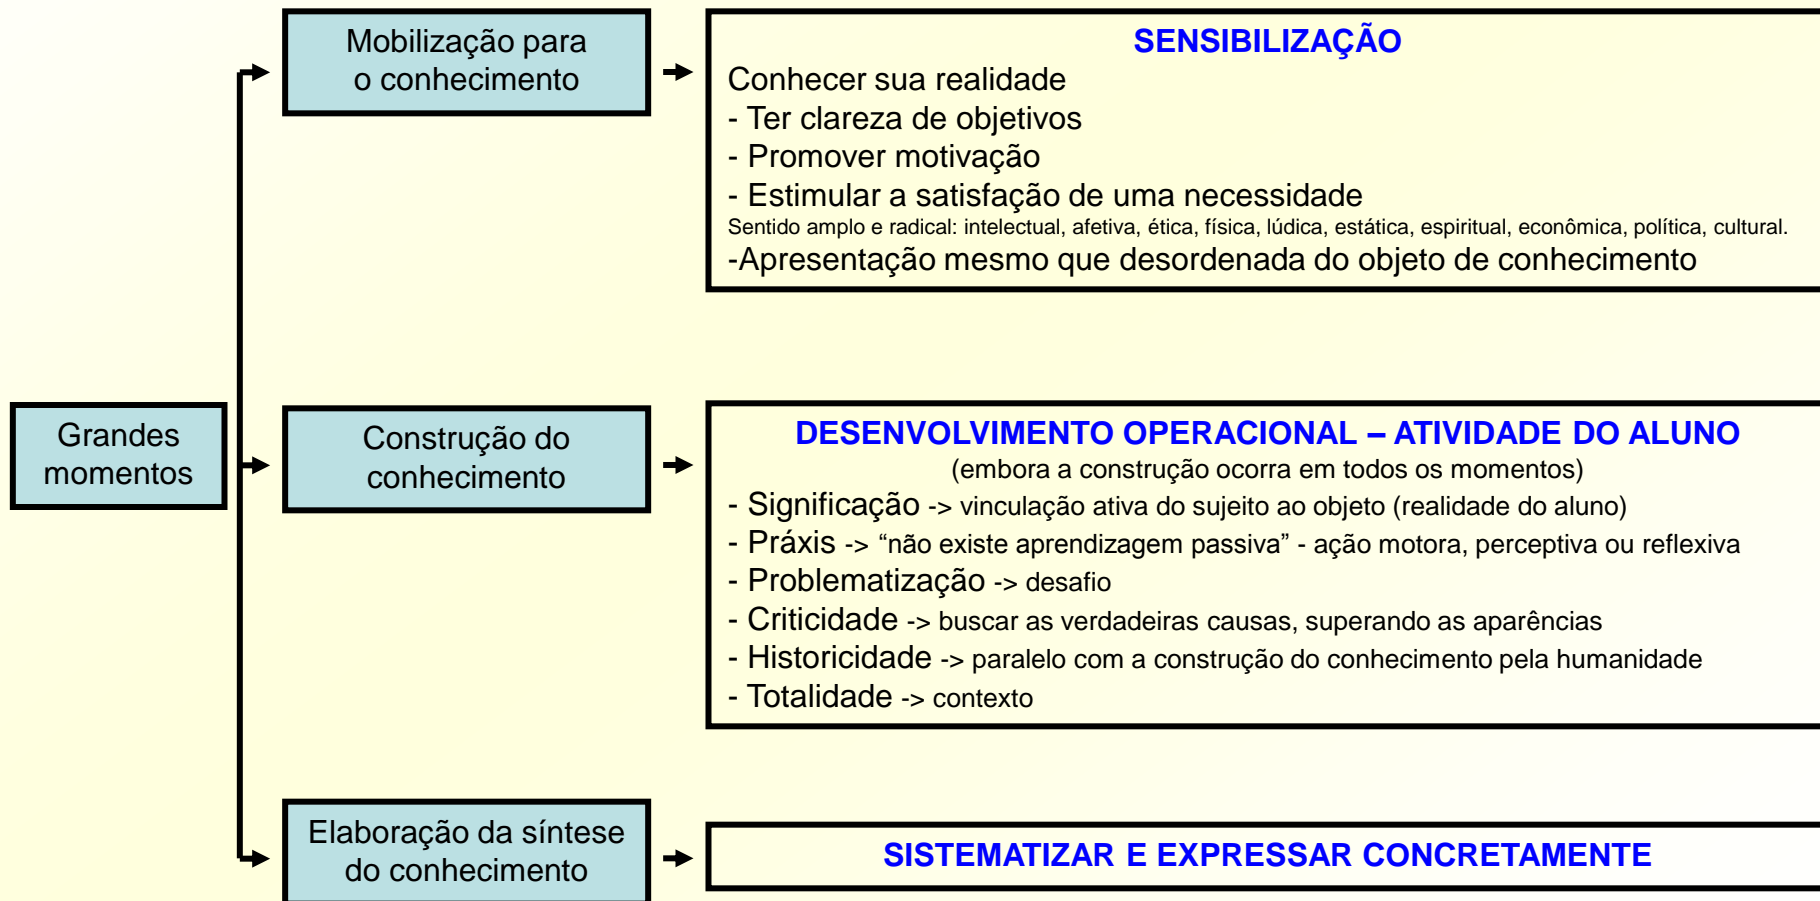 Grandes
momentos
Mobilização para
o conhecimento
SENSIBILIZAÇÃO
Conhecer sua realidade
- Ter clareza de objetivos
- Promover motivação
- Estimular a satisfação de uma necessidade
Sentido amplo e radical: intelectual, afetiva, ética, física, lúdica, estática, espiritual, econômica, política, cultural.
-Apresentação mesmo que desordenada do objeto de conhecimento
Construção do
conhecimento
DESENVOLVIMENTO OPERACIONAL – ATIVIDADE DO ALUNO
(embora a construção ocorra em todos os momentos)
- Significação -> vinculação ativa do sujeito ao objeto (realidade do aluno)
- Práxis -> “não existe aprendizagem passiva” - ação motora, perceptiva ou reflexiva
- Problematização -> desafio
- Criticidade -> buscar as verdadeiras causas, superando as aparências
- Historicidade -> paralelo com a construção do conhecimento pela humanidade
- Totalidade -> contexto
Elaboração da síntese
do conhecimento
SISTEMATIZAR E EXPRESSAR CONCRETAMENTE